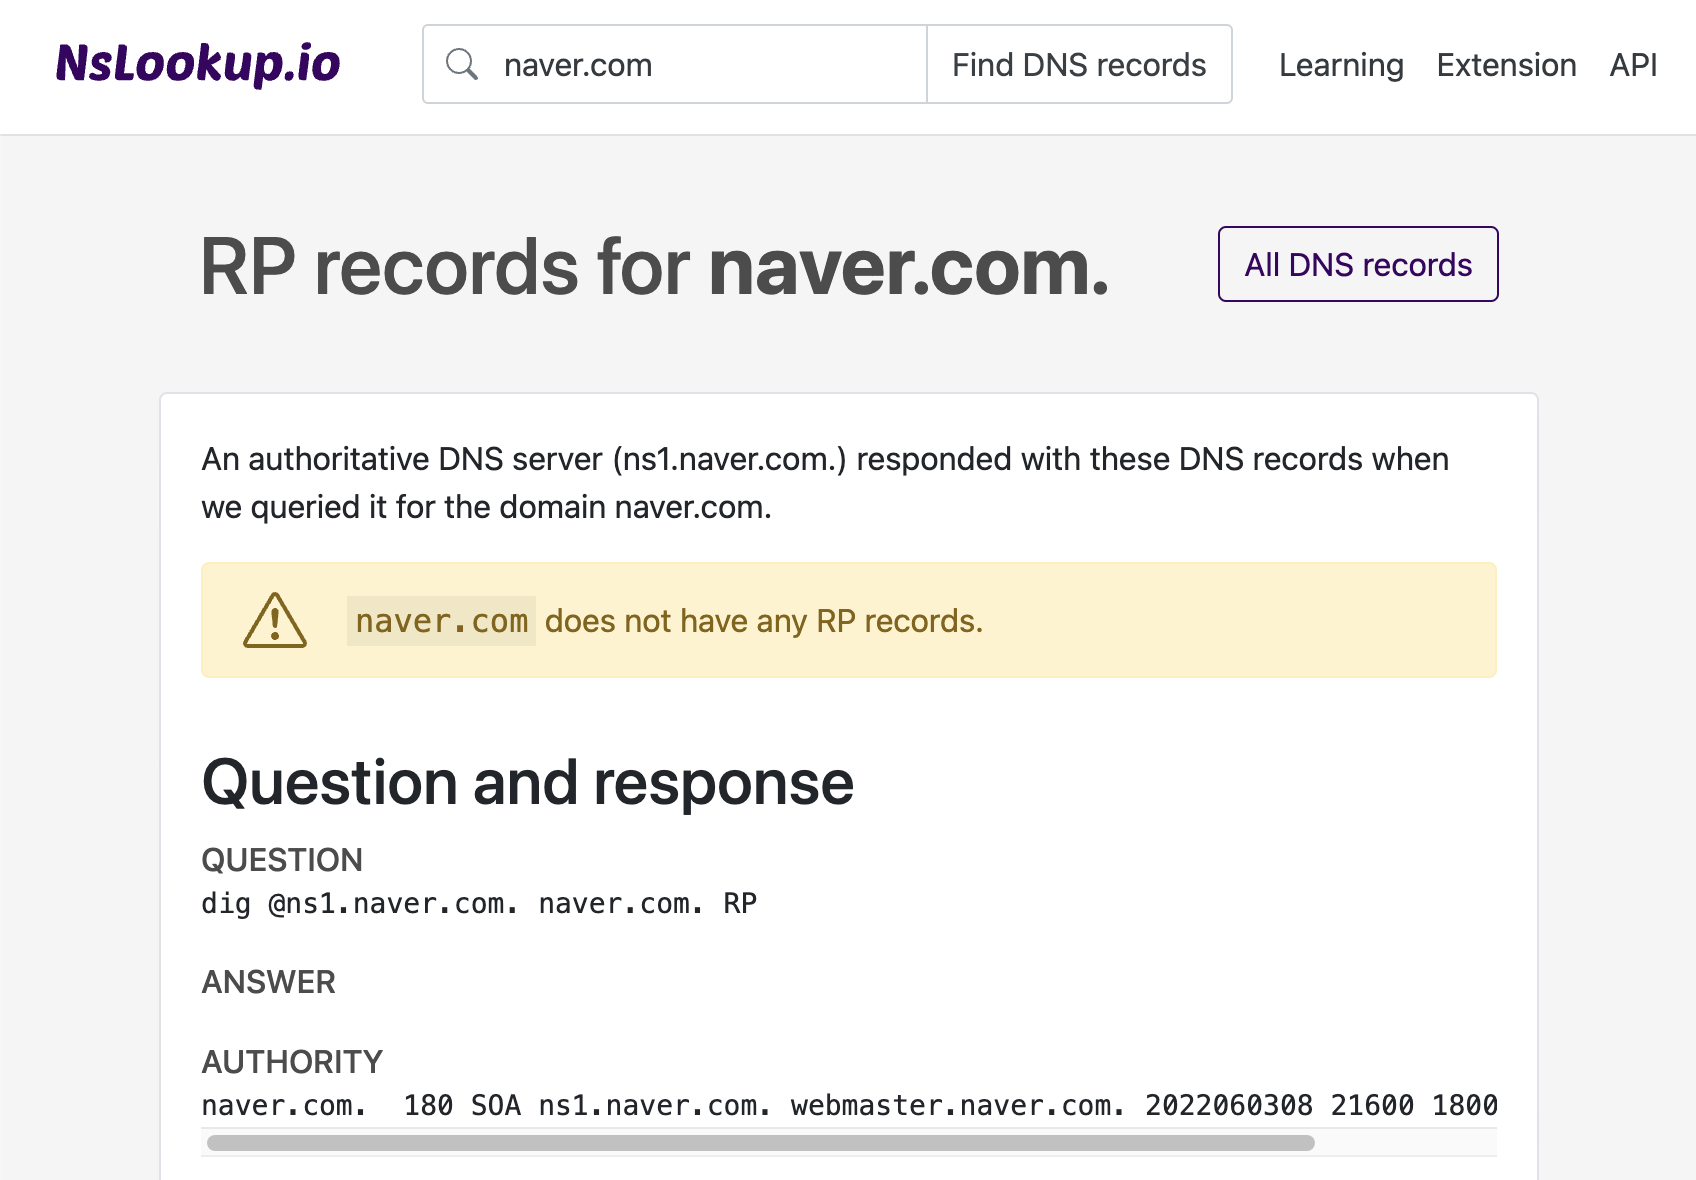 NsLookup.io
naver.com
Find DNS records
Learning
Extension
API
RP records for naver.com.
All DNS records
An authoritative DNS server (ns1.naver.com.) responded with these DNS records when
we queried it for the domain naver.com.
naver.com does not have any RP records.
Question and response
QUESTION
dig @ns1.naver.com. naver.com. RP
ANSWER
AUTHORITY
naver.com.  180 SOA ns1.naver.com. webmaster.naver.com. 2022060308 21600 1800